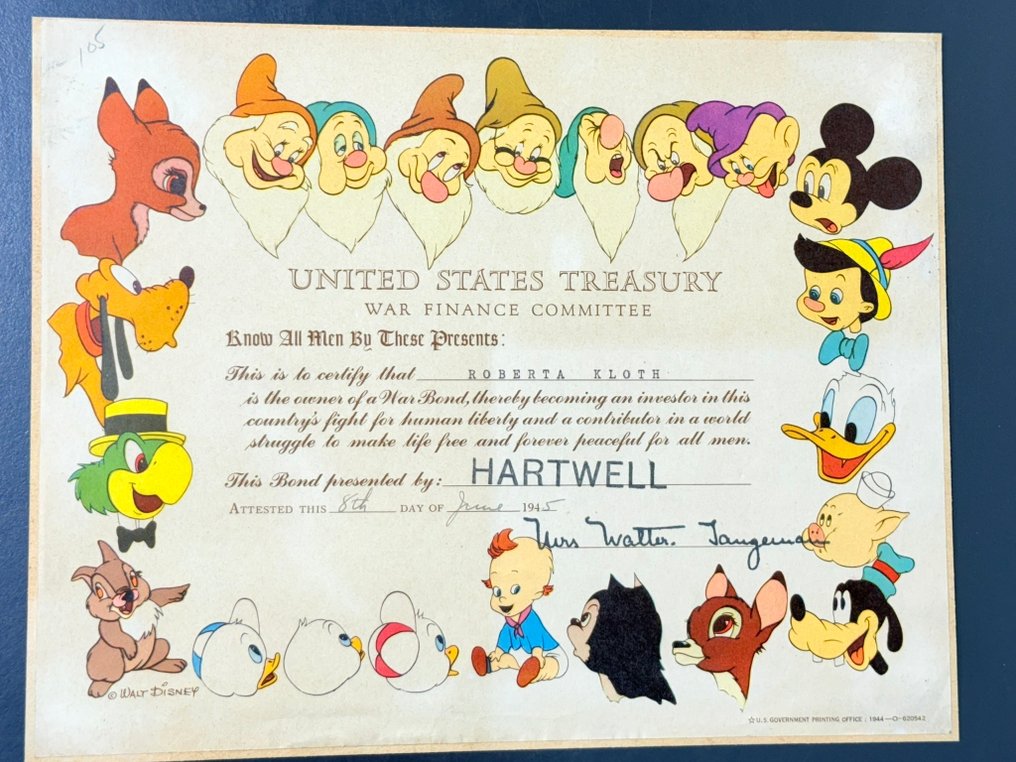 105
UNITED STATES TREASURY
WAR FINANCE COMMITTEE
Know All Men By These Presents:
This is to certify that ROBERTA KLOTH
is the owner of a War Bond, thereby becoming an investor in this
country's fight for human liberty and a contributor in a world
struggle to make life free and forever peaceful for all men.
This Bond presented by: HARTWELL
ATTESTED THIS 8th DAY OF June 1945
Mrs Walter. Tangeman
© WALT DISNEY
☆ U.S. GOVERNMENT PRINTING OFFICE : 1944—O-620542